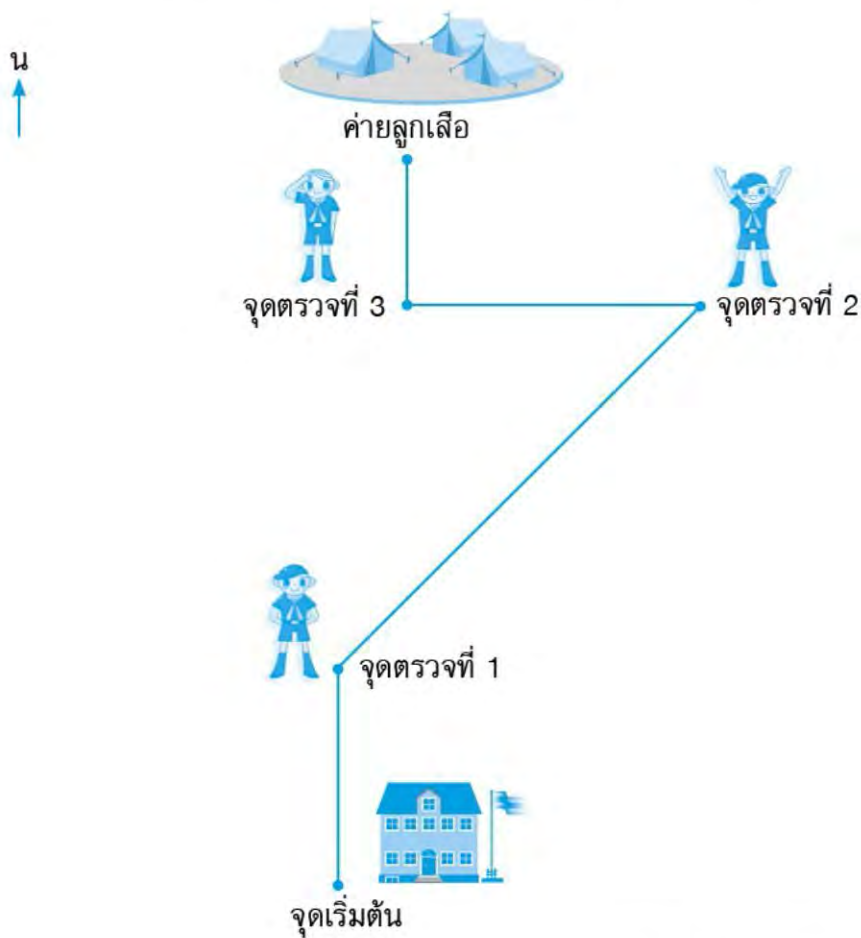 น
ค่ายลูกเสือ
จุดตรวจที่ 3
จุดตรวจที่ 2
จุดตรวจที่ 1
จุดเริ่มต้น